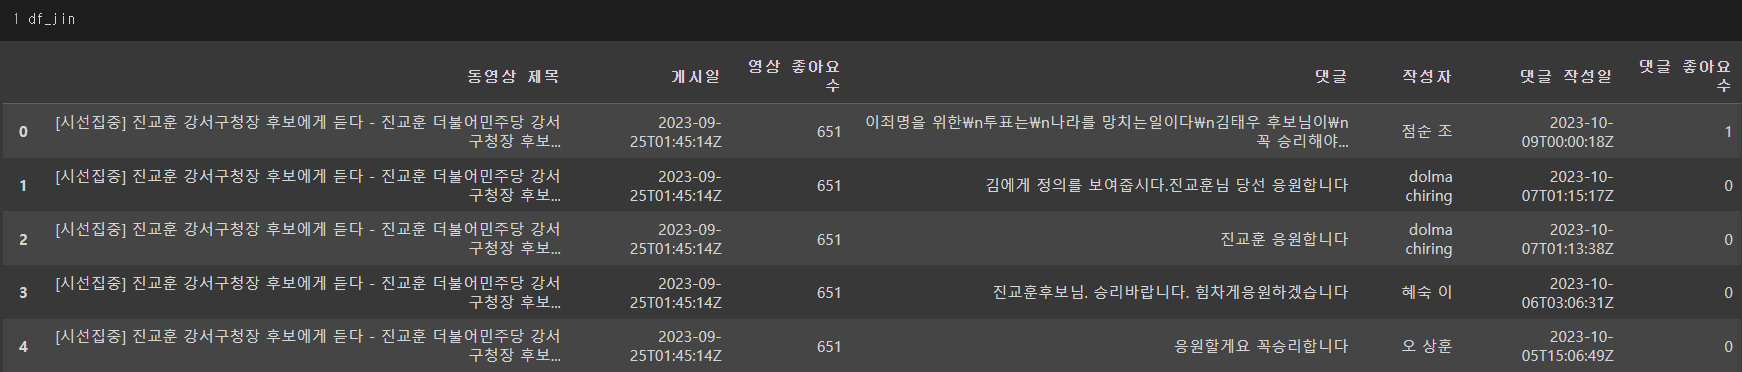 1 df_jin
동영상 제목 게시일 영상 좋아요 수 댓글 작성자 댓글 작성일 댓글 좋아요 수
0 [시선집중] 진교훈 강서구청장 후보에게 듣다 - 진교훈 더불어민주당 강서구청장 후보... 2023-09-25T01:45:14Z 651 이죄명을 위한₩n투표는₩n나라를 망치는일이다₩n김태우 후보님이₩n꼭 승리해야... 점순 조 2023-10-09T00:00:18Z 1
1 [시선집중] 진교훈 강서구청장 후보에게 듣다 - 진교훈 더불어민주당 강서구청장 후보... 2023-09-25T01:45:14Z 651 김에게 정의를 보여줍시다.진교훈님 당선 응원합니다 dolma chiring 2023-10-07T01:15:17Z 0
2 [시선집중] 진교훈 강서구청장 후보에게 듣다 - 진교훈 더불어민주당 강서구청장 후보... 2023-09-25T01:45:14Z 651 진교훈 응원합니다 dolma chiring 2023-10-07T01:13:38Z 0
3 [시선집중] 진교훈 강서구청장 후보에게 듣다 - 진교훈 더불어민주당 강서구청장 후보... 2023-09-25T01:45:14Z 651 진교훈후보님. 승리바랍니다. 힘차게응원하겠습니다 혜숙 이 2023-10-06T03:06:31Z 0
4 [시선집중] 진교훈 강서구청장 후보에게 듣다 - 진교훈 더불어민주당 강서구청장 후보... 2023-09-25T01:45:14Z 651 응원할게요 꼭승리합니다 오 상훈 2023-10-05T15:06:49Z 0